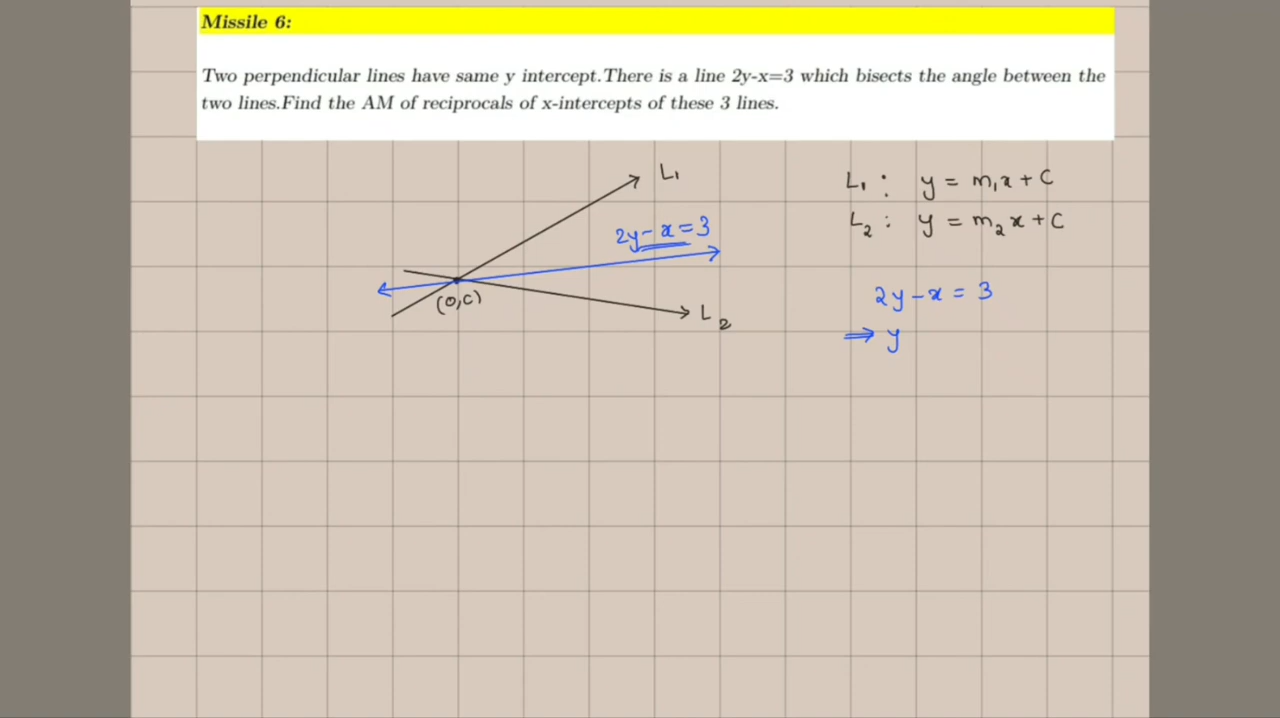 Missile 6:
Two perpendicular lines have same y intercept.There is a line 2y-x=3 which bisects the angle between the
two lines.Find the AM of reciprocals of x-intercepts of these 3 lines.
L₁
2y-x=3
(0,c)
L₂
L₁ : y = m₁x + c
L₂ : y = m₂x + c
2y-x = 3
⇒ y